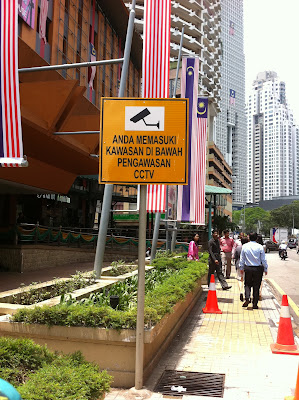 ANDA MEMASUKI
KAWASAN DI BAWAH
PENGAWASAN
CCTV